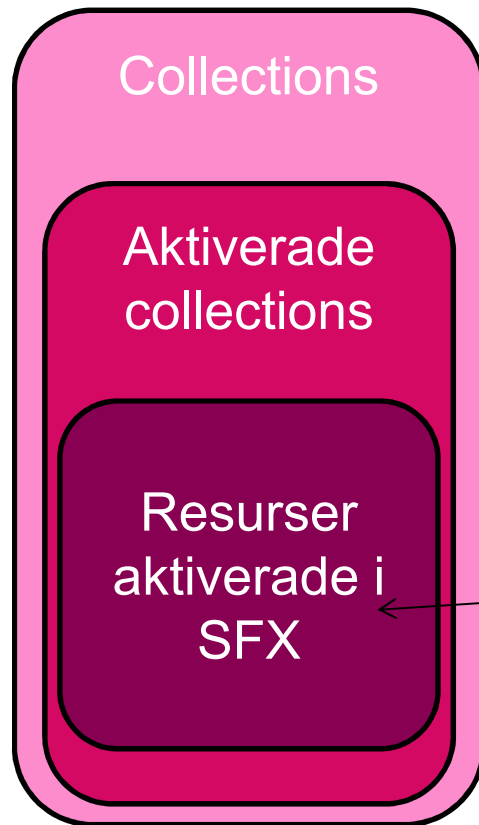 Collections
Aktiverade
collections
Resurser
aktiverade i
SFX